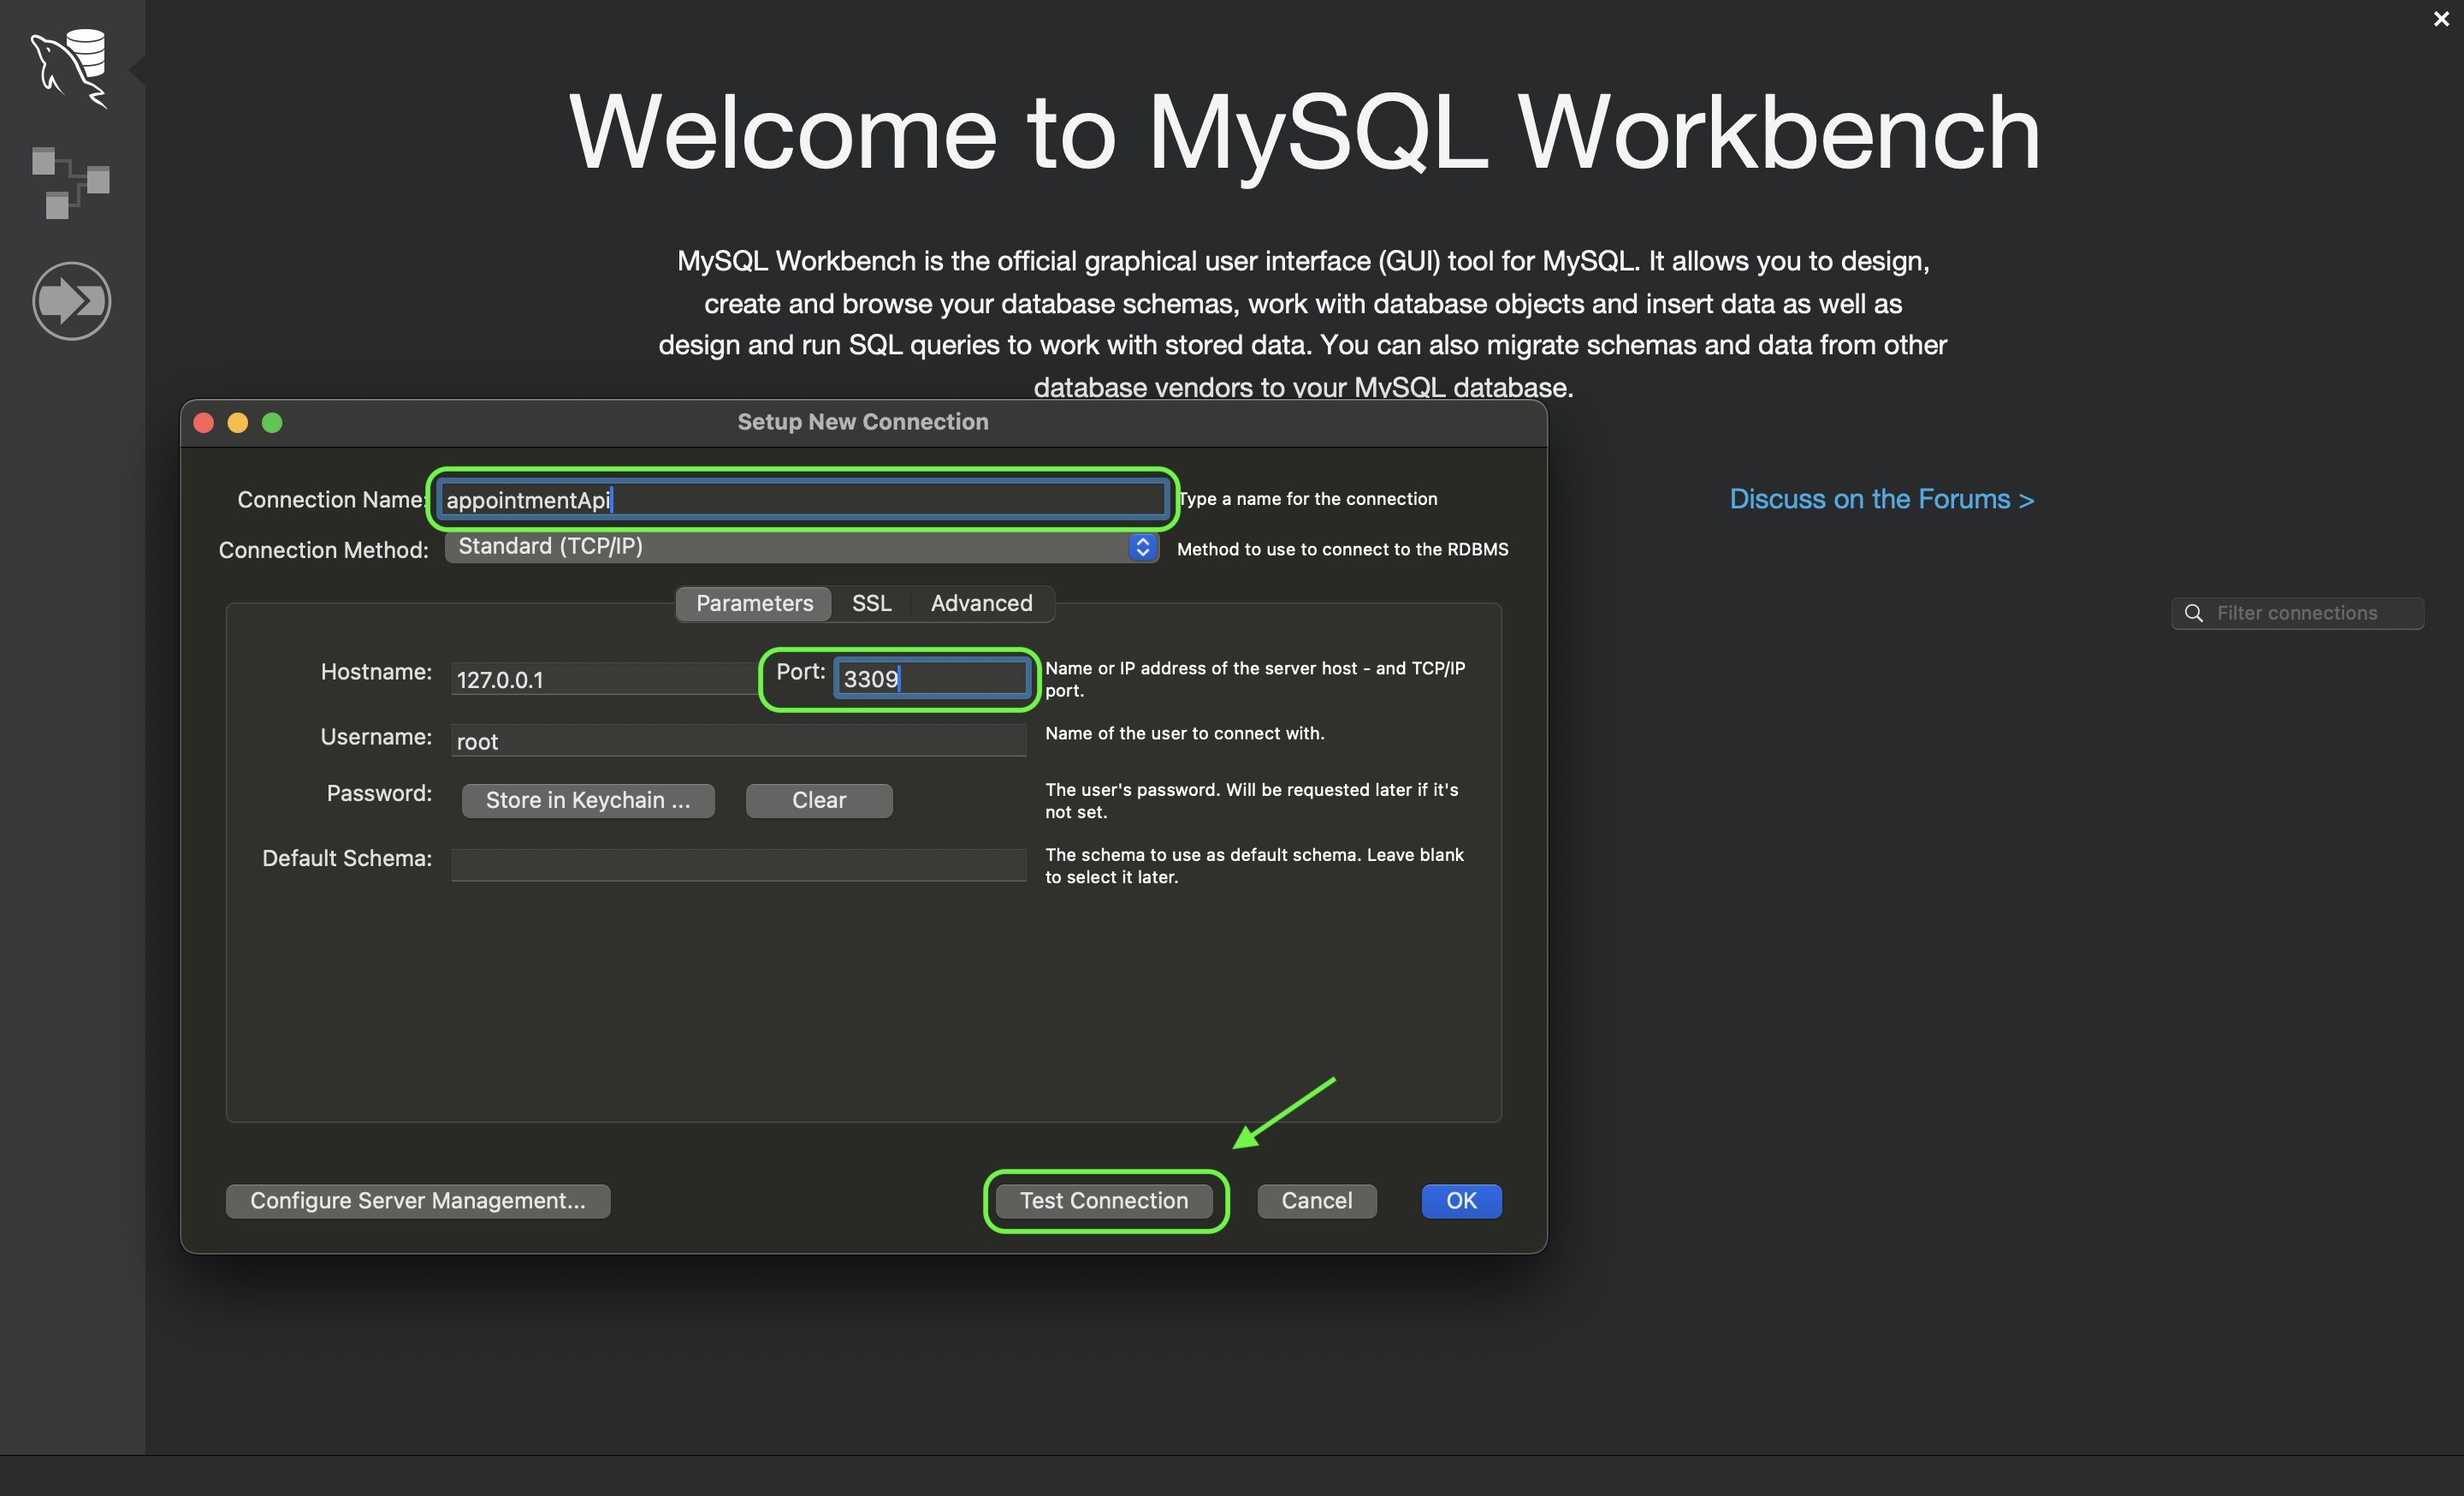 Welcome to MySQL Workbench
MySQL Workbench is the official graphical user interface (GUI) tool for MySQL. It allows you to design,
create and browse your database schemas, work with database objects and insert data as well as
design and run SQL queries to work with stored data. You can also migrate schemas and data from other
database vendors to your MySQL database.
Discuss on the Forums >
Filter connections
Setup New Connection
Connection Name: appointmentApi Type a name for the connection
Connection Method: Standard (TCP/IP) Method to use to connect to the RDBMS
Parameters SSL Advanced
Hostname: 127.0.0.1 Port: 3309 Name or IP address of the server host - and TCP/IP
port.
Username: root Name of the user to connect with.
Password: Store in Keychain ... Clear The user's password. Will be requested later if it's
not set.
Default Schema: The schema to use as default schema. Leave blank
to select it later.
Configure Server Management... Test Connection Cancel OK